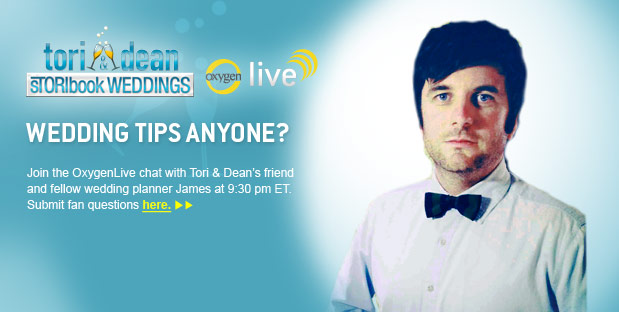 tori & dean
sTORIbook WEDDINGS
oxygen live
WEDDING TIPS ANYONE?
Join the OxygenLive chat with Tori & Dean's friend
and fellow wedding planner James at 9:30 pm ET.
Submit fan questions here.